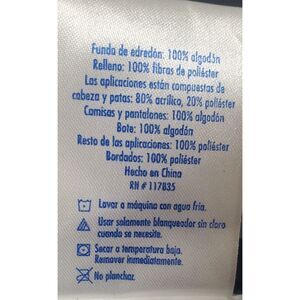 Funda de edredón: 100% algodón
Relleno: 100% fibras de poliéster
Las aplicaciones están compuestas de
cabeza y patas: 80% acrílico, 20% poliéster
Camisas y pantalones: 100% algodón
Bote: 100% algodón
Resto de las aplicaciones: 100% poliéster
Bordados: 100% poliéster
Hecho en China
RN # 117835
Lavar a máquina con agua fría.
Usar solamente blanqueador sin cloro
cuando se necesite.
Secar a temperatura baja.
Remover inmediatamente.
No planchar.